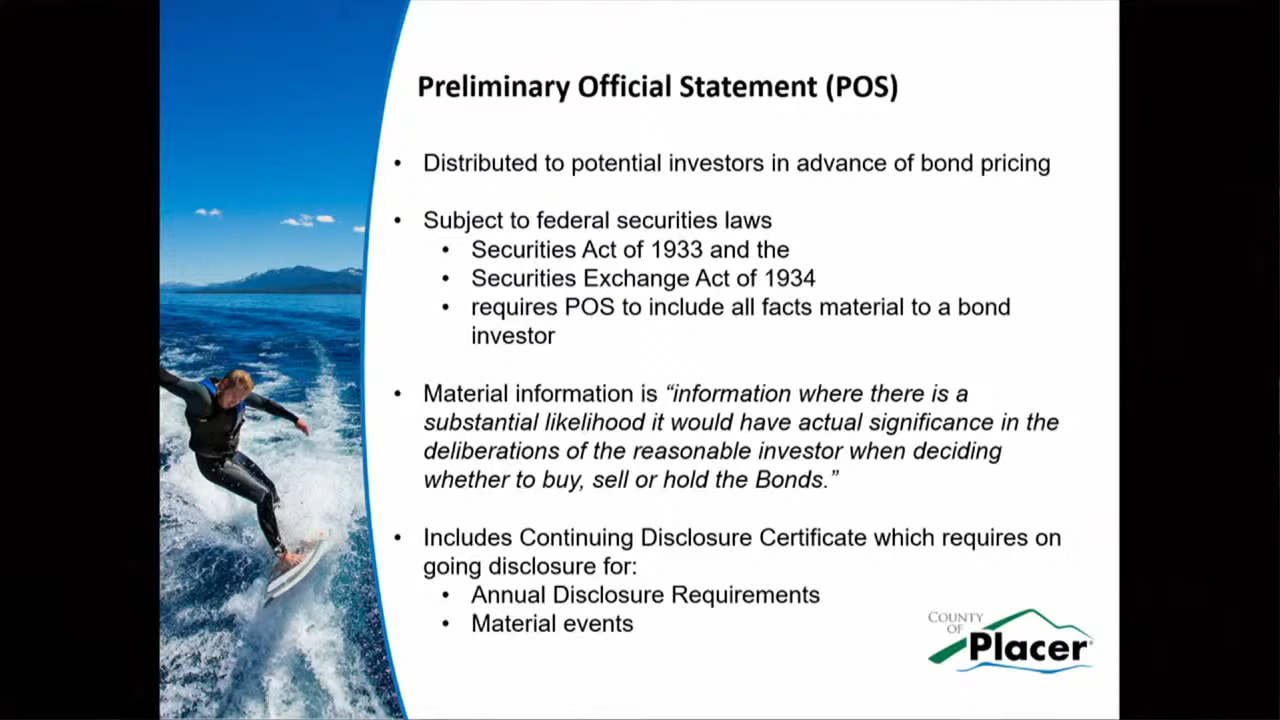 Preliminary Official Statement (POS)
• Distributed to potential investors in advance of bond pricing
• Subject to federal securities laws
• Securities Act of 1933 and the
• Securities Exchange Act of 1934
• requires POS to include all facts material to a bond
investor
• Material information is “information where there is a
substantial likelihood it would have actual significance in the
deliberations of the reasonable investor when deciding
whether to buy, sell or hold the Bonds.”
• Includes Continuing Disclosure Certificate which requires on
going disclosure for:
• Annual Disclosure Requirements
• Material events
COUNTY
OF
Placer